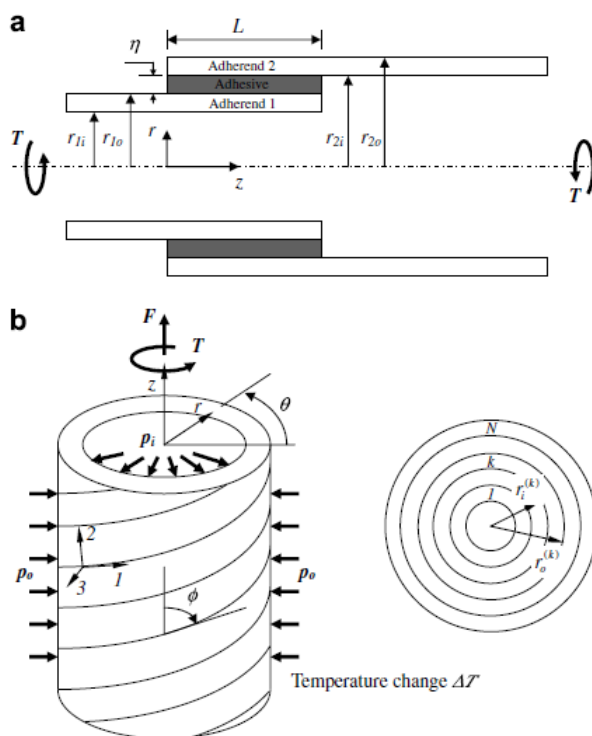 a
L
η
Adherend 2
Adhesive
Adherend 1
T
r1i
r1o
r
z
r2i
r2o
T
b
F
T
z
r
θ
pi
N
k
1
ri(k)
ro(k)
2
1
3
po
po
ϕ
Temperature change ΔT